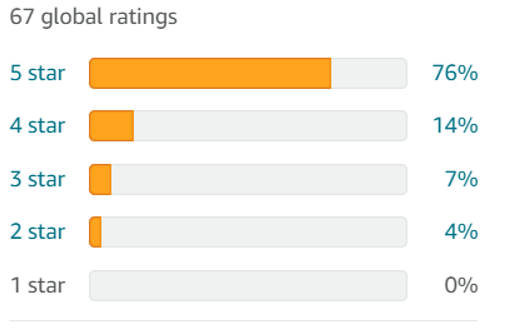 67 global ratings
5 star 76%
4 star 14%
3 star 7%
2 star 4%
1 star 0%